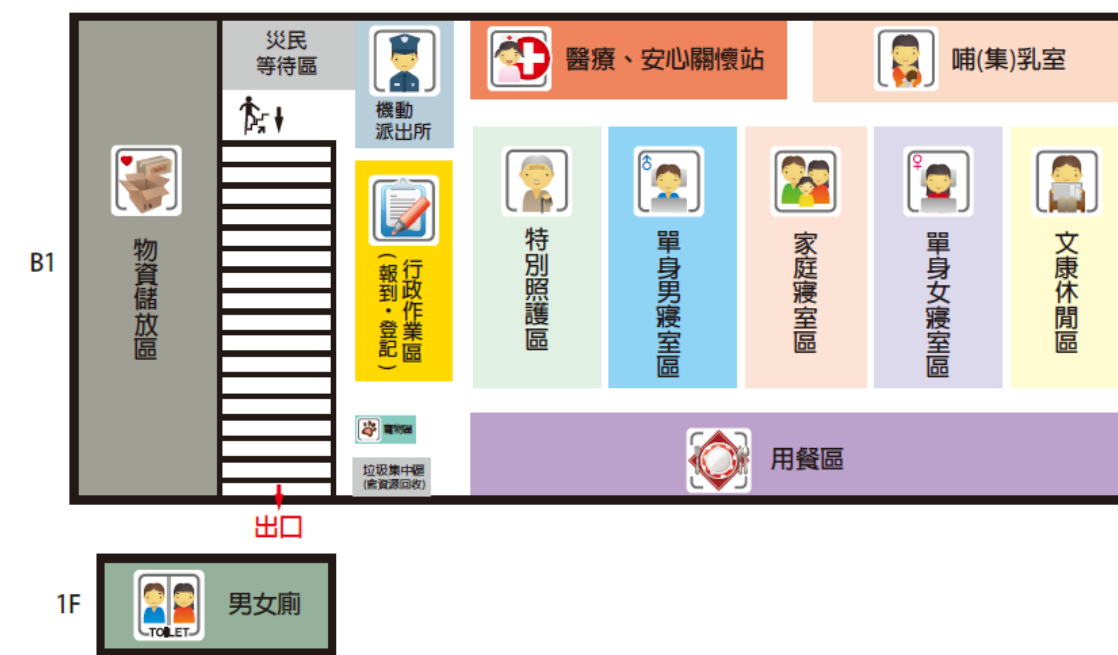 災民
等待區
機動
派出所
醫療、安心關懷站
哺(集)乳室
B1
物資儲放區
行政作業區
(報到・登記)
特別照護區
單身男寢室區
家庭寢室區
單身女寢室區
文康休閒區
寵物區
垃圾集中區
(含資源回收)
用餐區
出口
1F
TOILET
男女廁